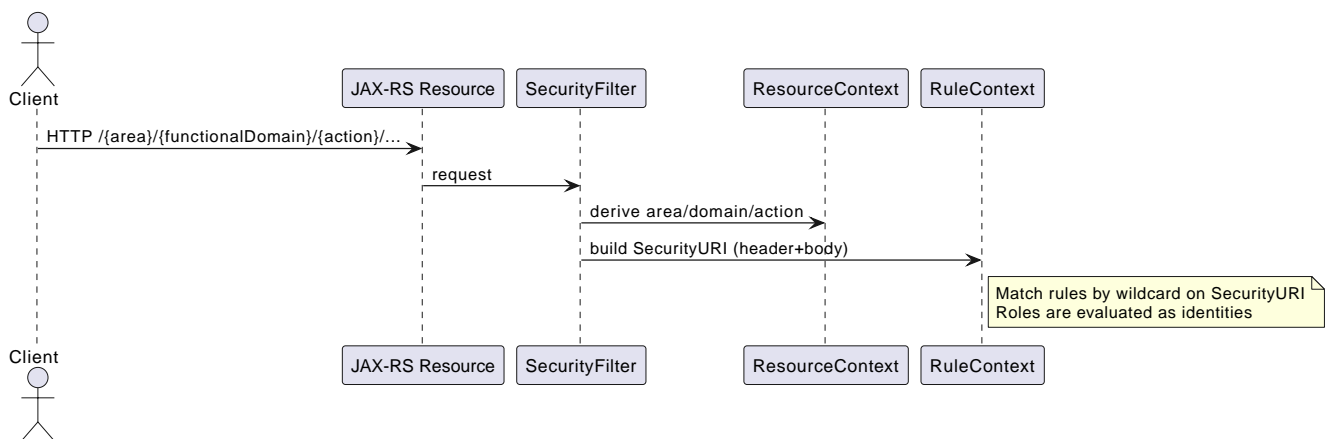 Client
JAX-RS Resource
SecurityFilter
ResourceContext
RuleContext
HTTP /{area}/{functionalDomain}/{action}/...
request
derive area/domain/action
build SecurityURI (header+body)
Match rules by wildcard on SecurityURI
Roles are evaluated as identities
Client
JAX-RS Resource
SecurityFilter
ResourceContext
RuleContext